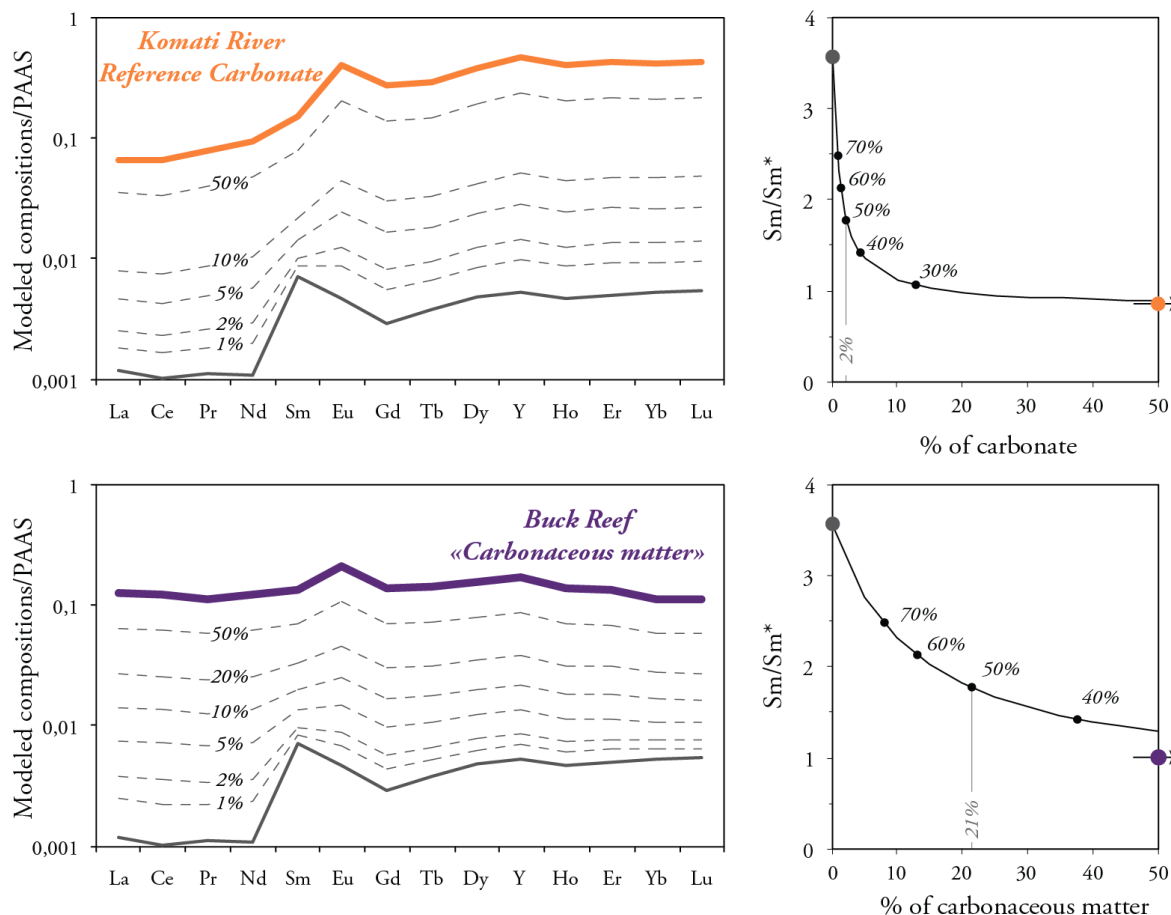 Modeled compositions/PAAS
1
0,1
0,01
0,001
Komati River
Reference Carbonate
50%
10%
5%
2%
1%
La Ce Pr Nd Sm Eu Gd Tb Dy Y Ho Er Yb Lu
Sm/Sm*
4
3
2
1
0
70%
60%
50%
40%
30%
2%
0 10 20 30 40 50
% of carbonate
Modeled compositions/PAAS
1
0,1
0,01
0,001
Buck Reef
«Carbonaceous matter»
50%
20%
10%
5%
2%
1%
La Ce Pr Nd Sm Eu Gd Tb Dy Y Ho Er Yb Lu
Sm/Sm*
4
3
2
1
0
70%
60%
50%
40%
21%
0 10 20 30 40 50
% of carbonaceous matter